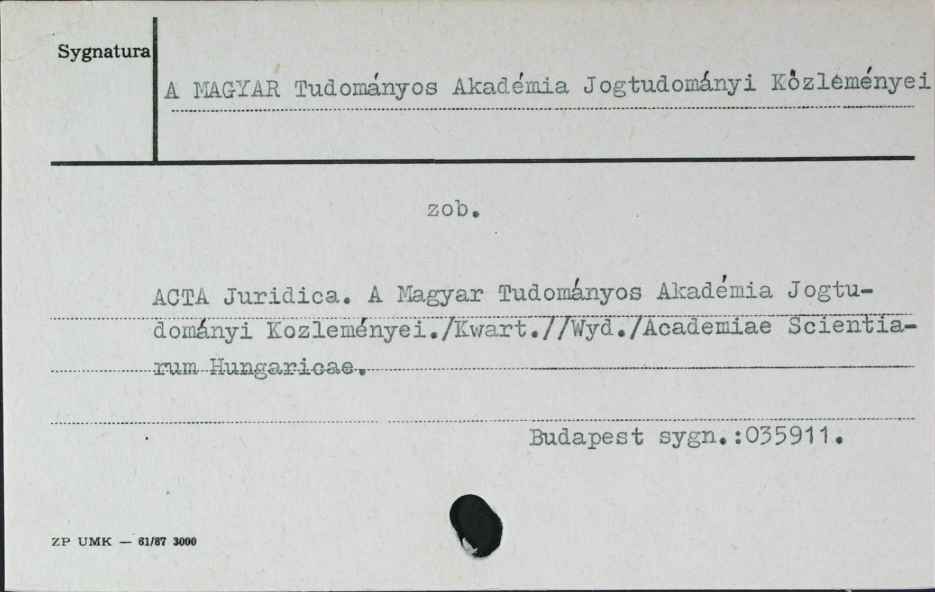 Sygnatura
A MAGYAR Tudományos Akadémia Jogtudományi Közleményei
zob.
ACTA Juridica. A Magyar Tudományos Akadémia Jogtu-
dományi Kozleményei./Kwart.//Wyd./Academiae Scientia-
rum Hungaricae.
Budapest sygn.:035911.
ZP UMK — 61/67 3000